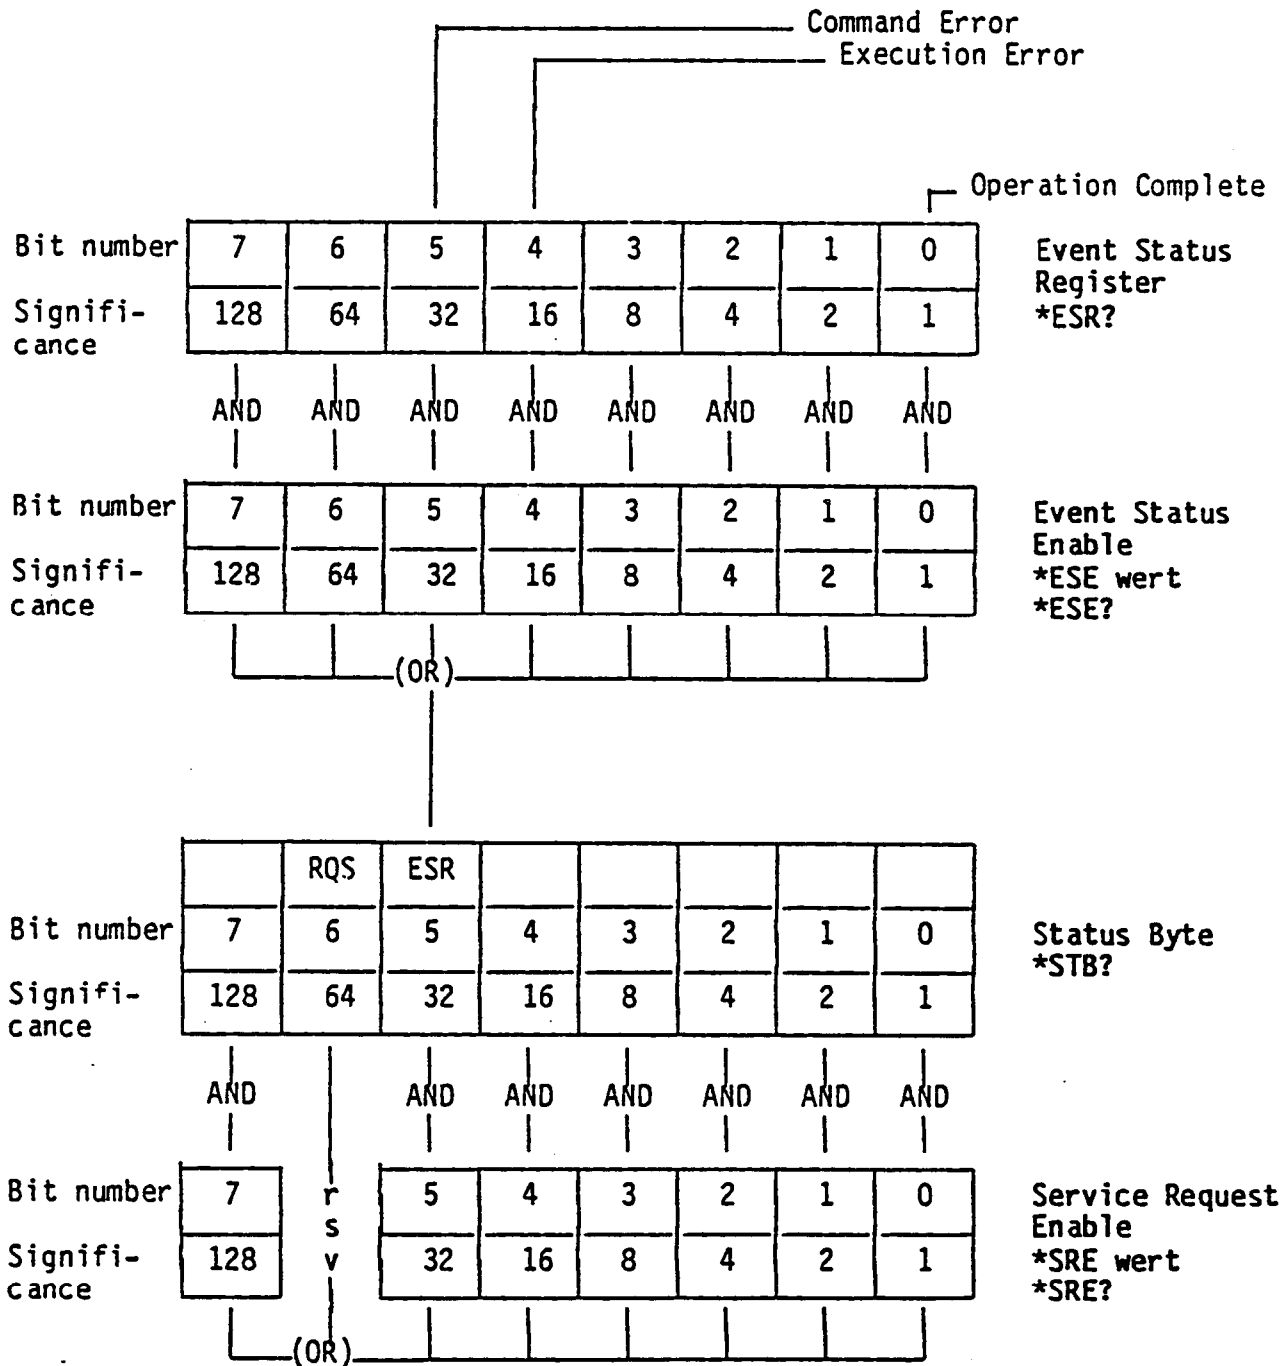 Command Error
Execution Error
Operation Complete
Bit number 7 6 5 4 3 2 1 0 Event Status
Register
Signifi- 128 64 32 16 8 4 2 1 *ESR?
cance
AND AND AND AND AND AND AND AND
Bit number 7 6 5 4 3 2 1 0 Event Status
Enable
Signifi- 128 64 32 16 8 4 2 1 *ESE wert
cance *ESE?
(OR)
RQS ESR
Bit number 7 6 5 4 3 2 1 0 Status Byte
*STB?
Signifi- 128 64 32 16 8 4 2 1
cance
AND AND AND AND AND AND AND
Bit number 7 r 5 4 3 2 1 0 Service Request
s Enable
Signifi- 128 v 32 16 8 4 2 1 *SRE wert
cance *SRE?
(OR)